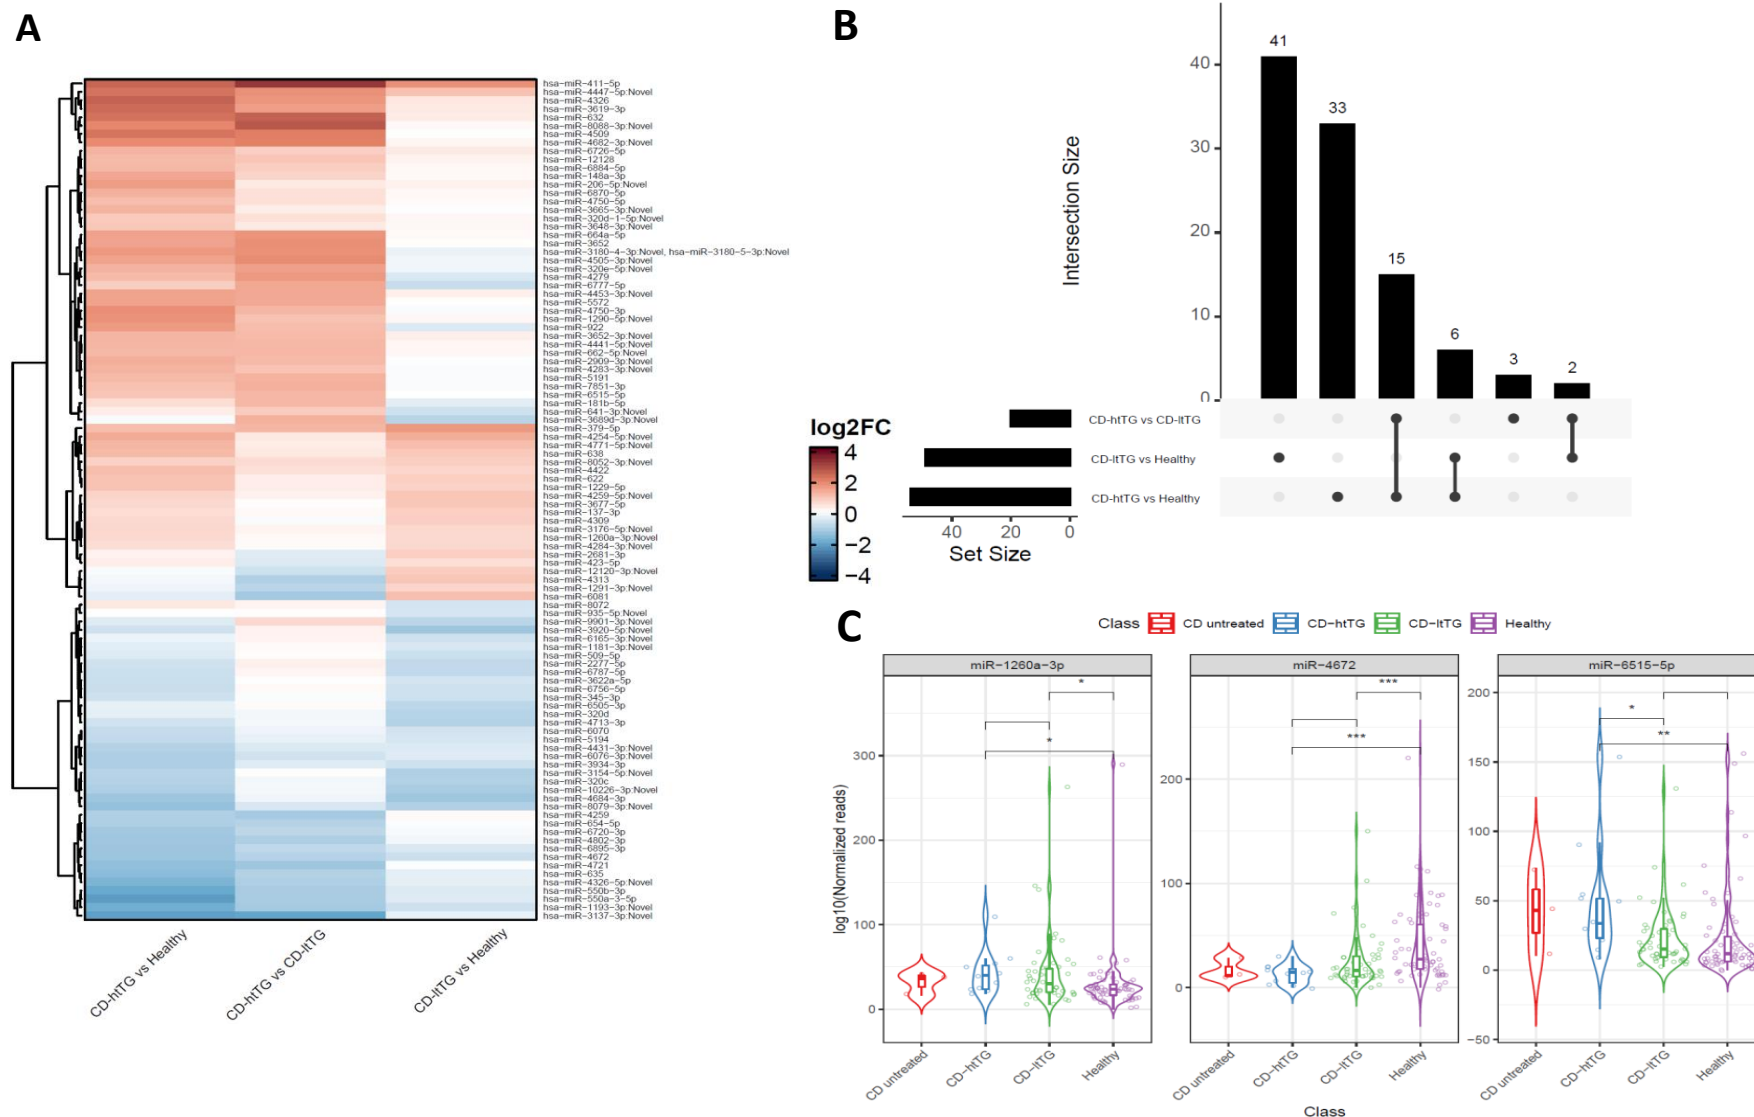 A
hsa-miR-411-5p
hsa-miR-4447-5p:Novel
hsa-miR-4326
hsa-miR-3619-3p
hsa-miR-632
hsa-miR-8088-3p:Novel
hsa-miR-4509
hsa-miR-4682-3p:Novel
hsa-miR-6726-5p
hsa-miR-12128
hsa-miR-6884-5p
hsa-miR-148a-3p
hsa-miR-206-5p:Novel
hsa-miR-6870-5p
hsa-miR-4750-5p
hsa-miR-3665-3p:Novel
hsa-miR-320d-1-5p:Novel
hsa-miR-3648-3p:Novel
hsa-miR-664a-5p
hsa-miR-3652
hsa-miR-3180-4-3p:Novel, hsa-miR-3180-5-3p:Novel
hsa-miR-4505-3p:Novel
hsa-miR-320e-5p:Novel
hsa-miR-4279
hsa-miR-6777-5p
hsa-miR-4453-3p:Novel
hsa-miR-5572
hsa-miR-4750-3p
hsa-miR-1290-5p:Novel
hsa-miR-922
hsa-miR-3652-3p:Novel
hsa-miR-4441-5p:Novel
hsa-miR-662-5p:Novel
hsa-miR-2909-3p:Novel
hsa-miR-4283-3p:Novel
hsa-miR-5191
hsa-miR-7851-3p
hsa-miR-6515-5p
hsa-miR-181b-5p
hsa-miR-641-3p:Novel
hsa-miR-3689d-3p:Novel
hsa-miR-379-5p
hsa-miR-4254-5p:Novel
hsa-miR-4771-5p:Novel
hsa-miR-638
hsa-miR-8052-3p:Novel
hsa-miR-4422
hsa-miR-622
hsa-miR-1229-5p
hsa-miR-4259-5p:Novel
hsa-miR-3677-5p
hsa-miR-137-3p
hsa-miR-4309
hsa-miR-3176-5p:Novel
hsa-miR-1260a-3p:Novel
hsa-miR-4284-3p:Novel
hsa-miR-2681-3p
hsa-miR-423-5p
hsa-miR-12120-3p:Novel
hsa-miR-4313
hsa-miR-1291-3p:Novel
hsa-miR-6081
hsa-miR-8072
hsa-miR-935-5p:Novel
hsa-miR-9901-3p:Novel
hsa-miR-3920-5p:Novel
hsa-miR-6165-3p:Novel
hsa-miR-1181-3p:Novel
hsa-miR-509-5p
hsa-miR-2277-5p
hsa-miR-6787-5p
hsa-miR-3622a-5p
hsa-miR-6756-5p
hsa-miR-345-3p
hsa-miR-6505-3p
hsa-miR-320d
hsa-miR-4713-3p
hsa-miR-6070
hsa-miR-5194
hsa-miR-4431-3p:Novel
hsa-miR-6076-3p:Novel
hsa-miR-3934-3p
hsa-miR-3154-5p:Novel
hsa-miR-320c
hsa-miR-10226-3p:Novel
hsa-miR-4684-3p
hsa-miR-8079-3p:Novel
hsa-miR-4259
hsa-miR-654-5p
hsa-miR-6720-3p
hsa-miR-4802-3p
hsa-miR-6895-3p
hsa-miR-4672
hsa-miR-4721
hsa-miR-635
hsa-miR-4326-5p:Novel
hsa-miR-550b-3p
hsa-miR-550a-3-5p
hsa-miR-1193-3p:Novel
hsa-miR-3137-3p:Novel
CD-htTG vs Healthy
CD-htTG vs CD-ltTG
CD-ltTG vs Healthy
log2FC
4
2
0
-2
-4
B
Intersection Size
40
30
20
10
0
41
33
15
6
3
2
CD-htTG vs CD-ltTG
CD-ltTG vs Healthy
CD-htTG vs Healthy
40 20 0
Set Size
C
Class CD untreated CD-htTG CD-ltTG Healthy
log10(Normalized reads)
miR-1260a-3p
300
200
100
0
*
*
CD untreated
CD-htTG
CD-ltTG
Healthy
miR-4672
200
100
0
***
***
CD untreated
CD-htTG
CD-ltTG
Healthy
miR-6515-5p
200
150
100
50
0
-50
*
**
CD untreated
CD-htTG
CD-ltTG
Healthy
Class